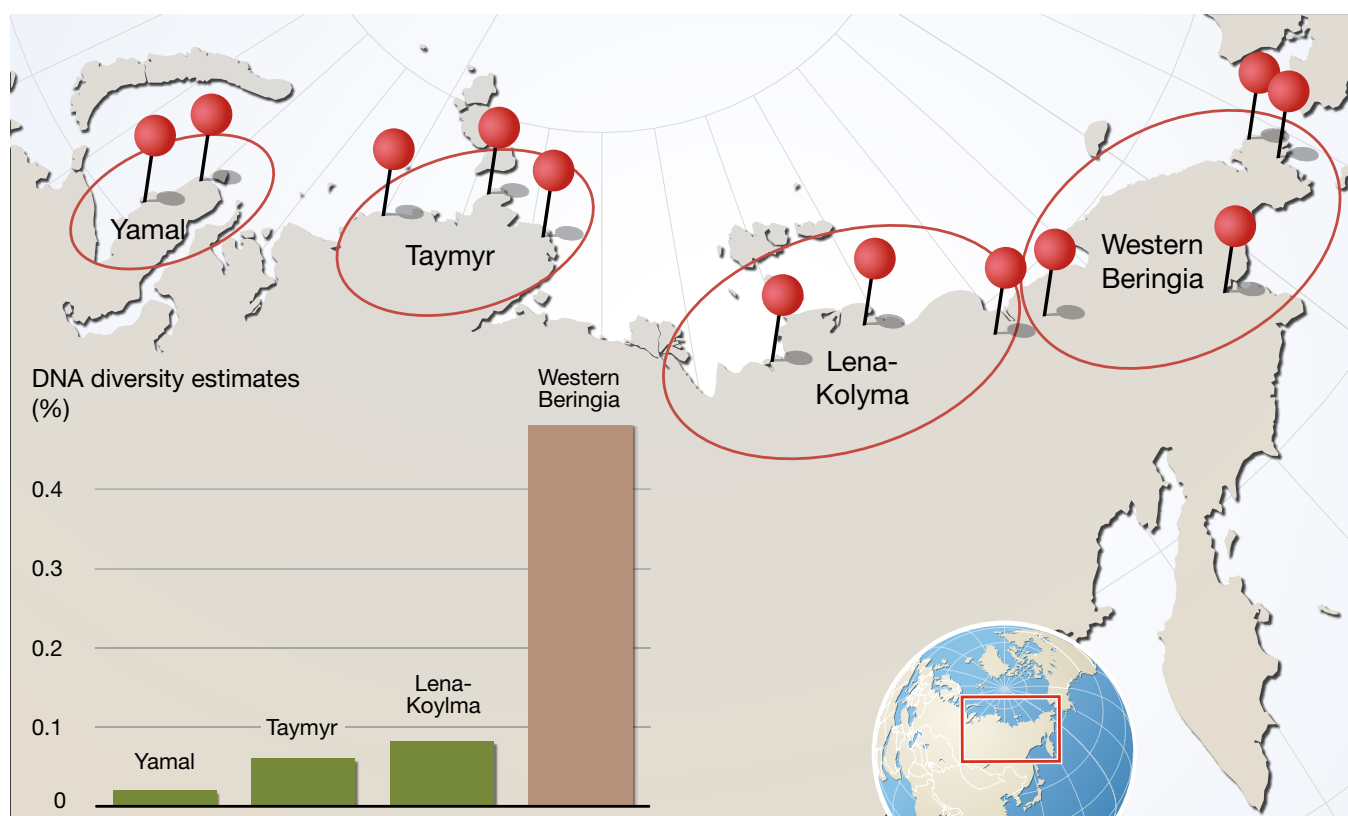 Yamal
Taymyr
Western
Beringia
Lena-
Kolyma
DNA diversity estimates
(%)
Western
Beringia
0.4
0.3
0.2
Lena-
Koylma
0.1
Taymyr
Yamal
0